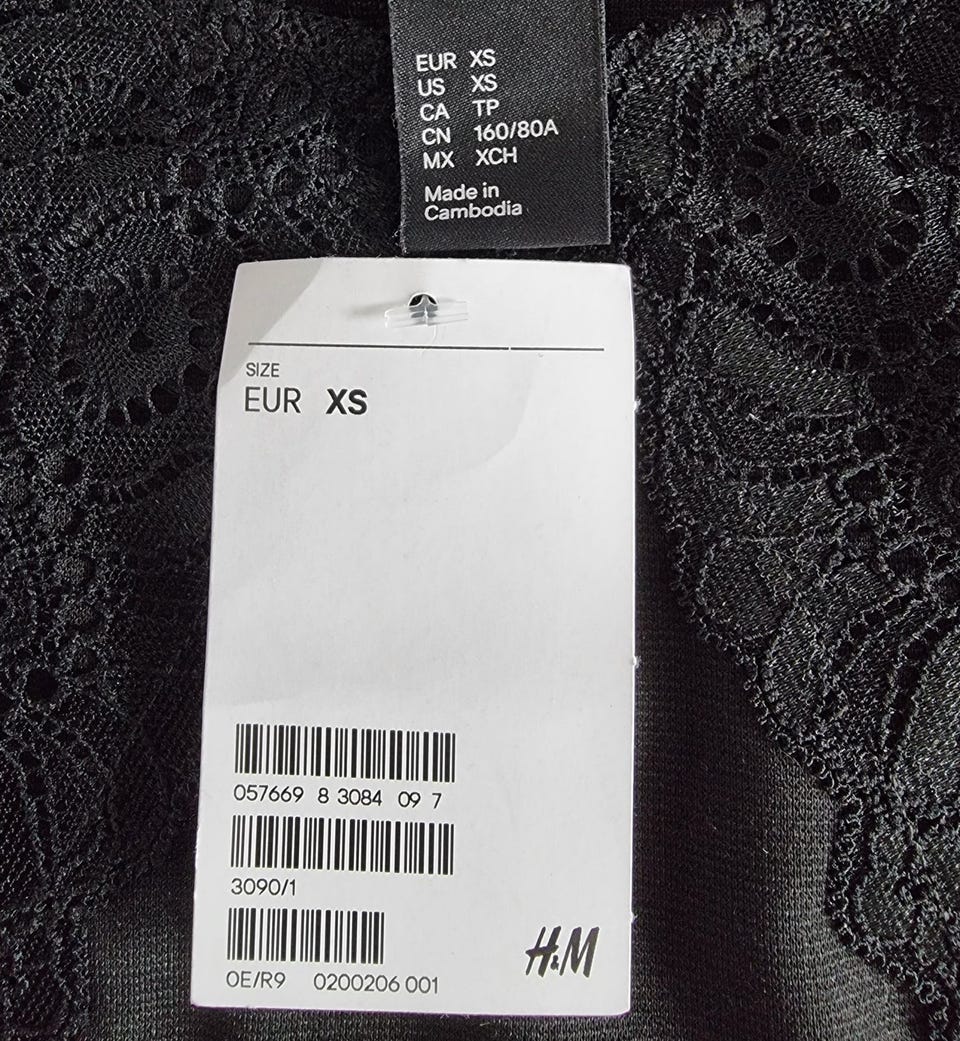 EUR XS
US XS
CA TP
CN 160/80A
MX XCH
Made in
Cambodia
SIZE
EUR XS
057669 8 3084 09 7
3090/1
OE/R9 0200206 001
H&M